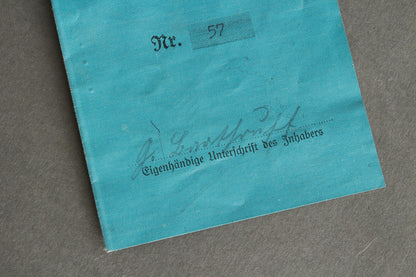 Nr. 57
Eigenhändige Unterschrift des Inhabers